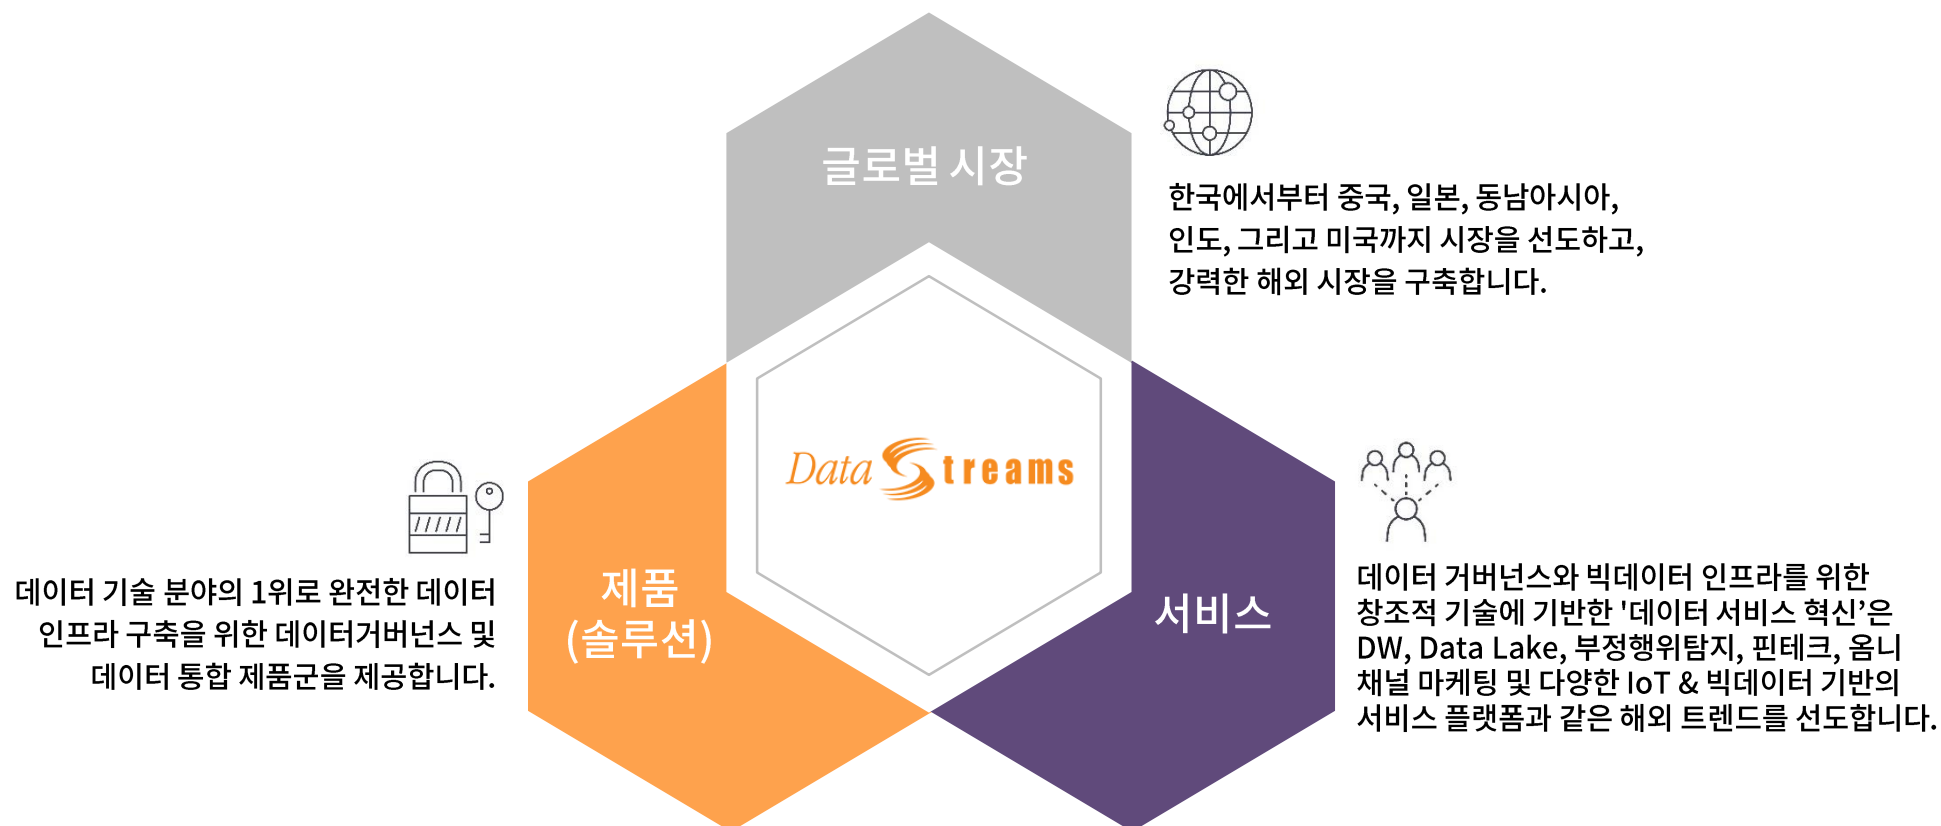 글로벌 시장
한국에서부터 중국, 일본, 동남아시아,
인도, 그리고 미국까지 시장을 선도하고,
강력한 해외 시장을 구축합니다.
Data Streams
제품
(솔루션)
데이터 기술 분야의 1위로 완전한 데이터
인프라 구축을 위한 데이터거버넌스 및
데이터 통합 제품군을 제공합니다.
서비스
데이터 거버넌스와 빅데이터 인프라를 위한
창조적 기술에 기반한 '데이터 서비스 혁신’은
DW, Data Lake, 부정행위탐지, 핀테크, 옴니
채널 마케팅 및 다양한 IoT & 빅데이터 기반의
서비스 플랫폼과 같은 해외 트렌드를 선도합니다.